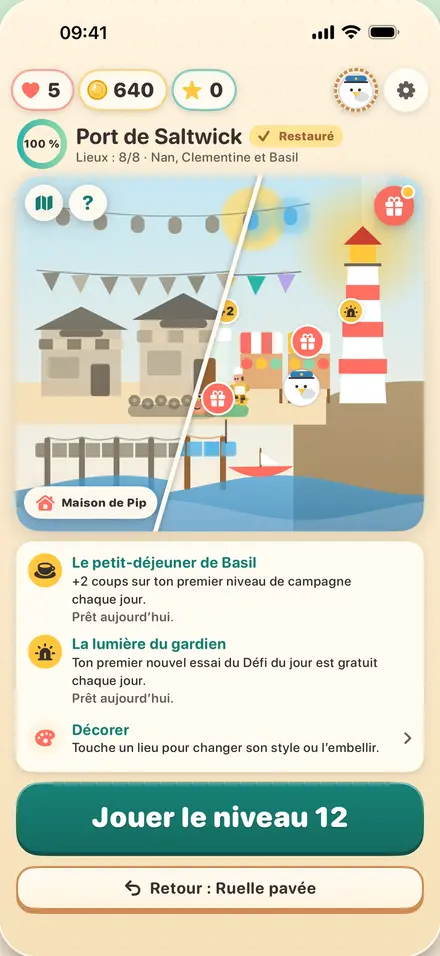 09:41
5
640
0
100 %
Port de Saltwick
Restauré
Lieux : 8/8 · Nan, Clementine et Basil
?
Maison de Pip
Le petit-déjeuner de Basil
+2 coups sur ton premier niveau de campagne
chaque jour.
Prêt aujourd’hui.
La lumière du gardien
Ton premier nouvel essai du Défi du jour est gratuit
chaque jour.
Prêt aujourd’hui.
Décorer
Touche un lieu pour changer son style ou l’embellir.
Jouer le niveau 12
Retour : Ruelle pavée